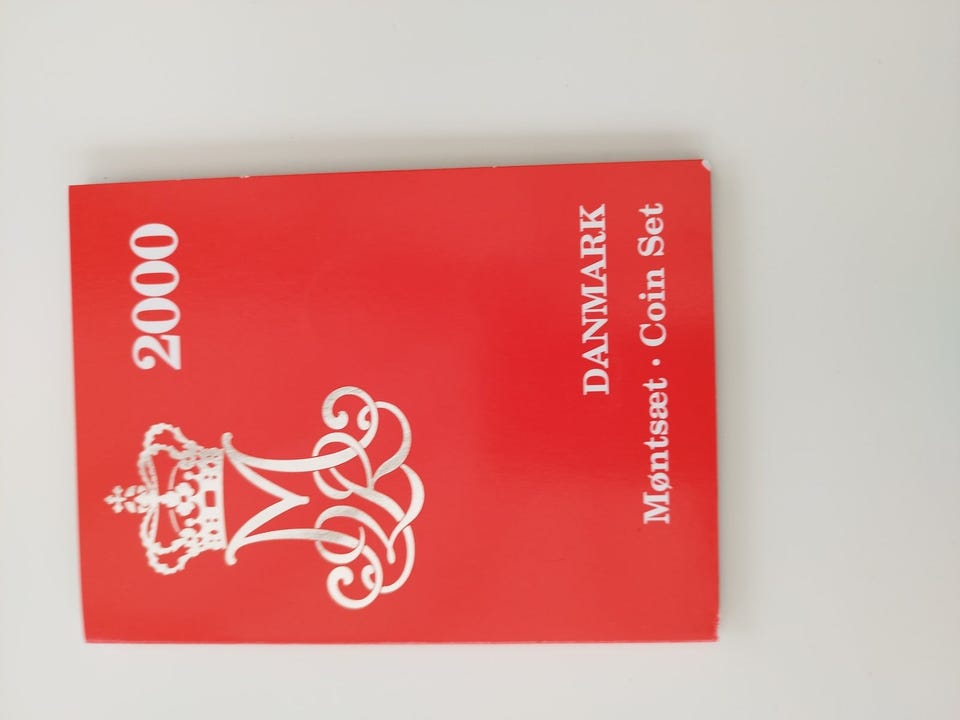 2000
DANMARK
Møntsæt · Coin Set